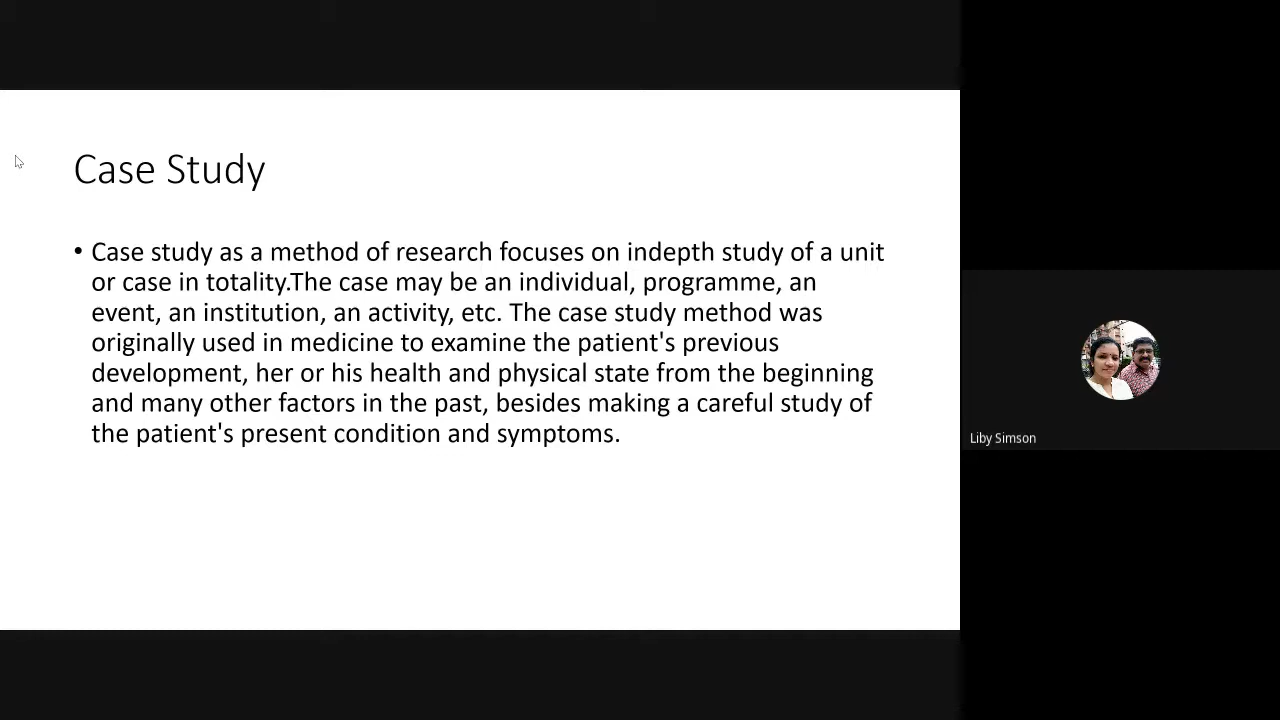 Case Study
• Case study as a method of research focuses on indepth study of a unit
or case in totality.The case may be an individual, programme, an
event, an institution, an activity, etc. The case study method was
originally used in medicine to examine the patient's previous
development, her or his health and physical state from the beginning
and many other factors in the past, besides making a careful study of
the patient's present condition and symptoms.
Liby Simson